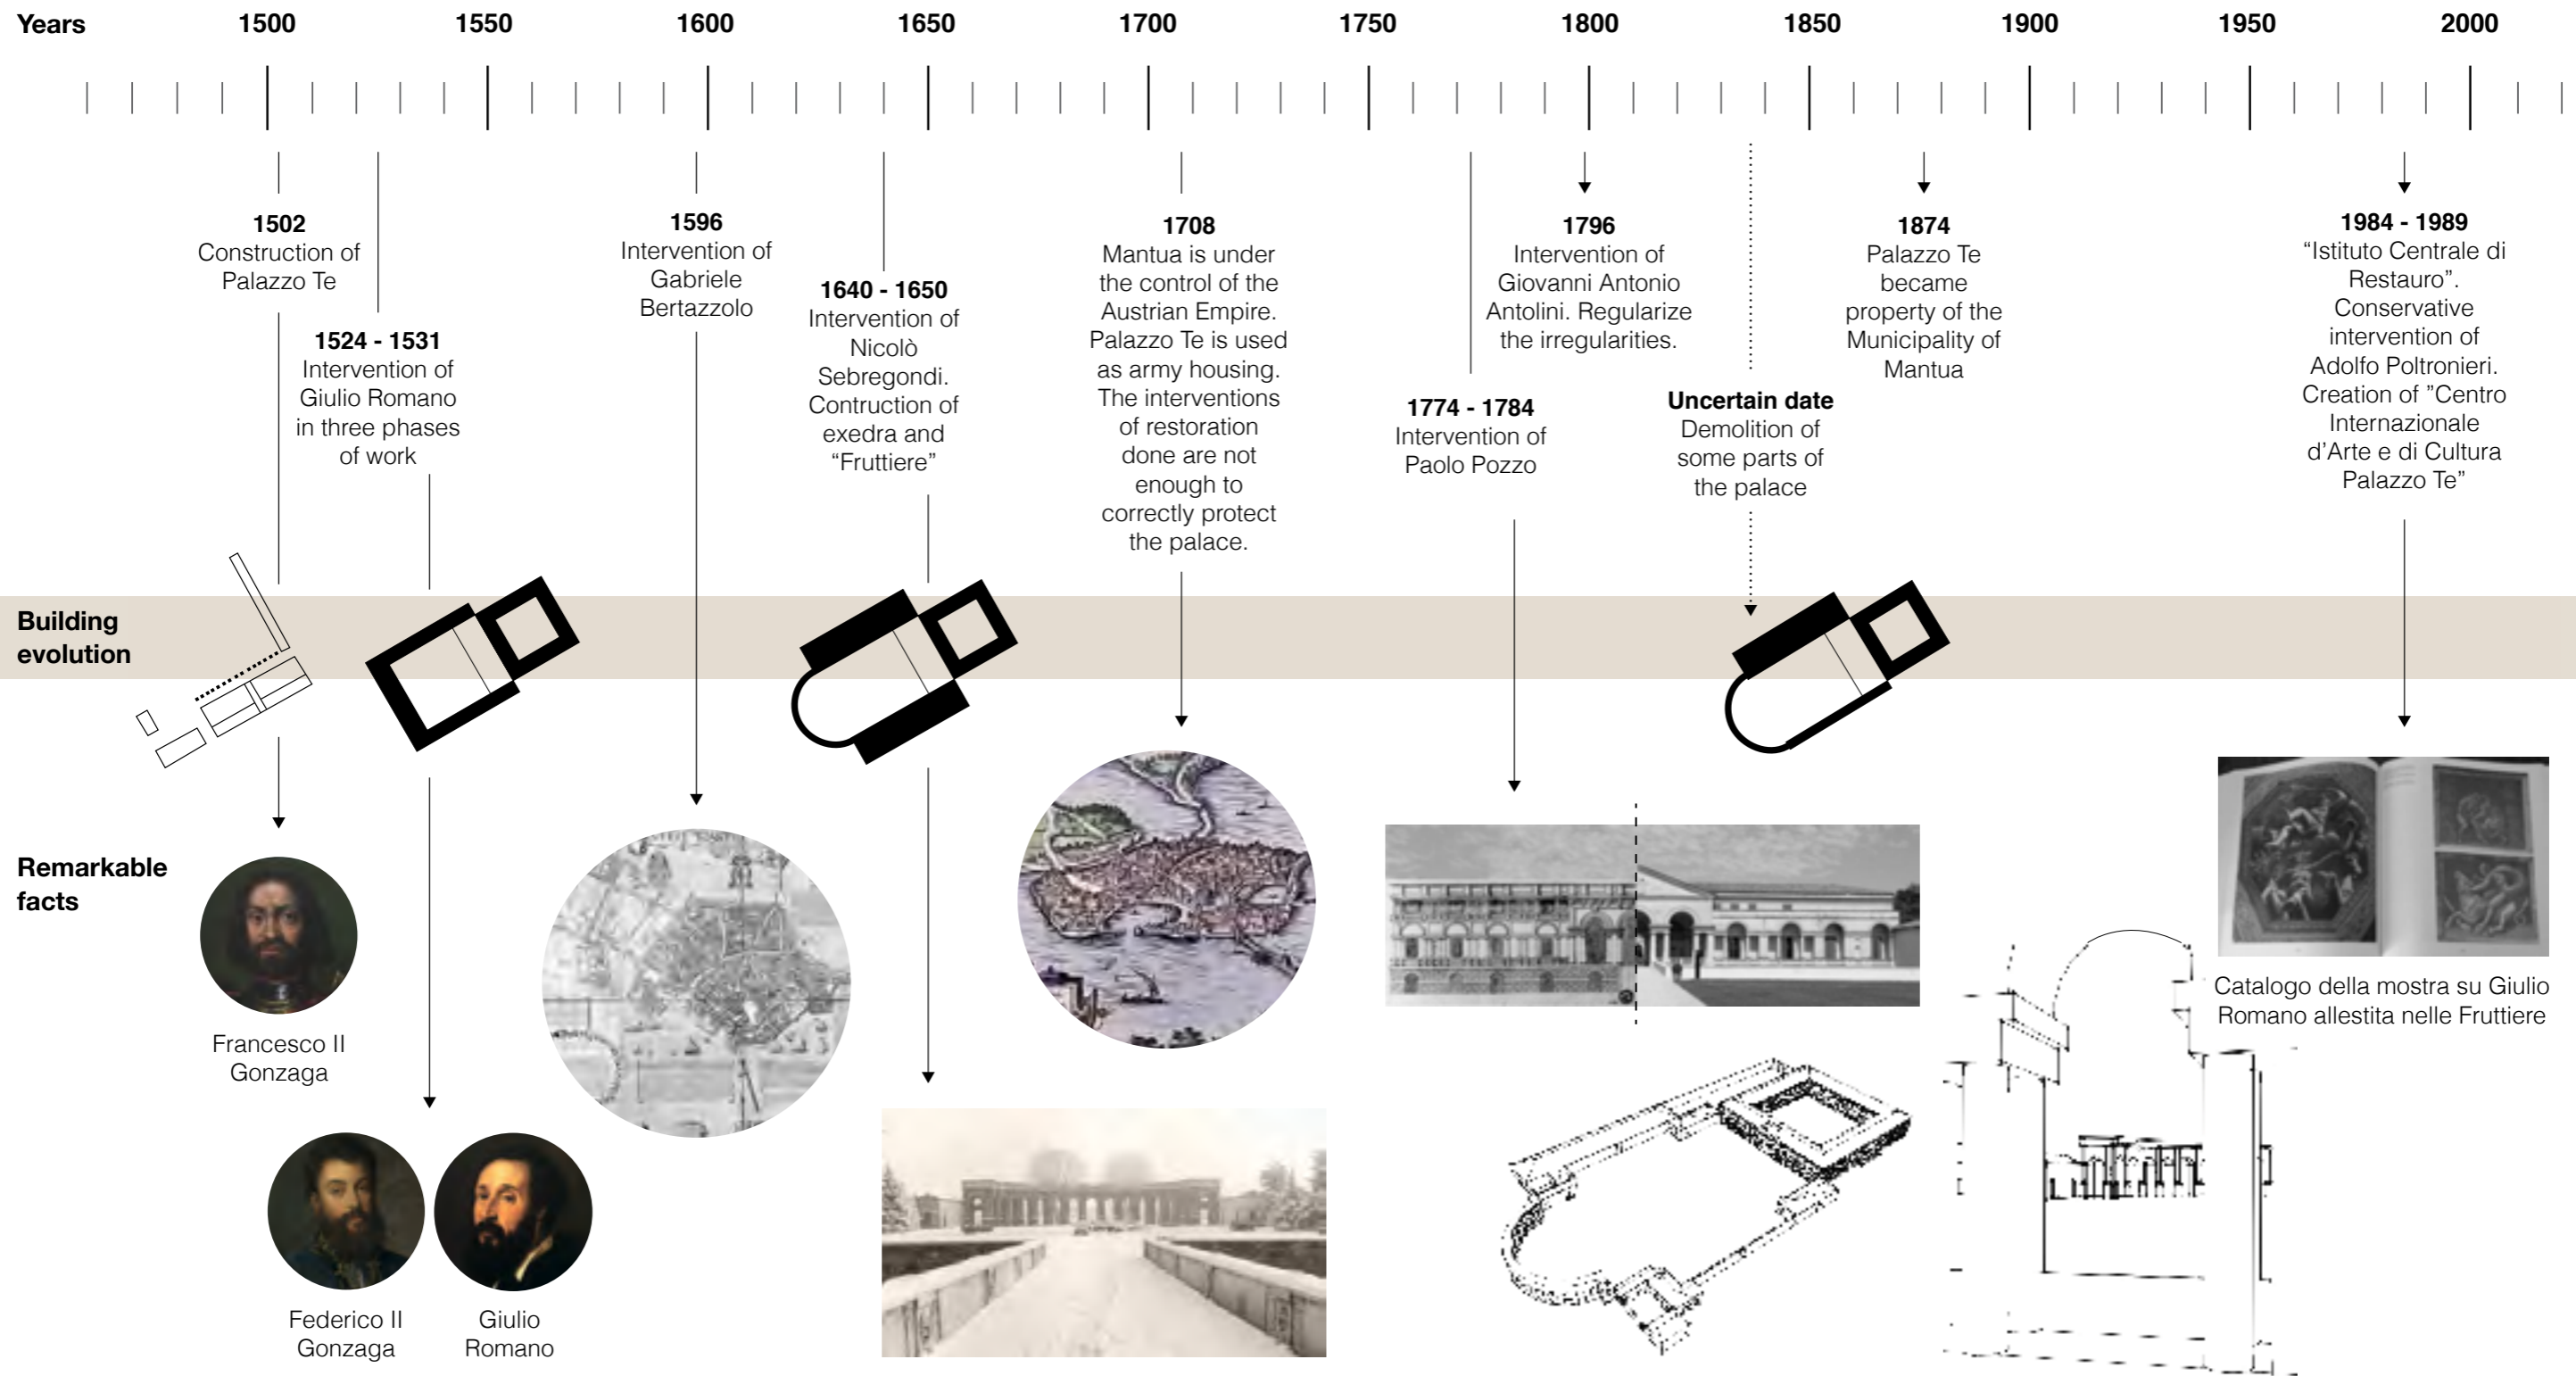 Years
1500 1550 1600 1650 1700 1750 1800 1850 1900 1950 2000
1502
Construction of
Palazzo Te
1524 - 1531
Intervention of
Giulio Romano
in three phases
of work
1596
Intervention of
Gabriele
Bertazzolo
1640 - 1650
Intervention of
Nicolò
Sebregondi.
Contruction of
exedra and
“Fruttiere”
1708
Mantua is under
the control of the
Austrian Empire.
Palazzo Te is used
as army housing.
The interventions
of restoration
done are not
enough to
correctly protect
the palace.
1774 - 1784
Intervention of
Paolo Pozzo
1796
Intervention of
Giovanni Antonio
Antolini. Regularize
the irregularities.
Uncertain date
Demolition of
some parts of
the palace
1874
Palazzo Te
became
property of the
Municipality of
Mantua
1984 - 1989
“Istituto Centrale di
Restauro”.
Conservative
intervention of
Adolfo Poltronieri.
Creation of ”Centro
Internazionale
d’Arte e di Cultura
Palazzo Te”
Building
evolution
Remarkable
facts
Francesco II
Gonzaga
Federico II
Gonzaga
Giulio
Romano
Catalogo della mostra su Giulio
Romano allestita nelle Fruttiere